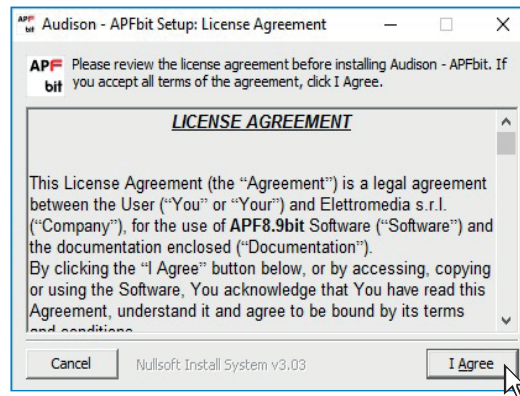 APF bit Audison - APFbit Setup: License Agreement
APF
bit
Please review the license agreement before installing Audison - APFbit. If
you accept all terms of the agreement, click I Agree.
LICENSE AGREEMENT
This License Agreement (the “Agreement”) is a legal agreement
between the User (“You” or “Your”) and Elettromedia s.r.l.
(“Company”), for the use of APF8.9bit Software (“Software”) and
the documentation enclosed (“Documentation”).
By clicking the “I Agree” button below, or by accessing, copying
or using the Software, You acknowledge that You have read this
Agreement, understand it and agree to be bound by its terms
and conditions
Cancel
Nullsoft Install System v3.03
I Agree